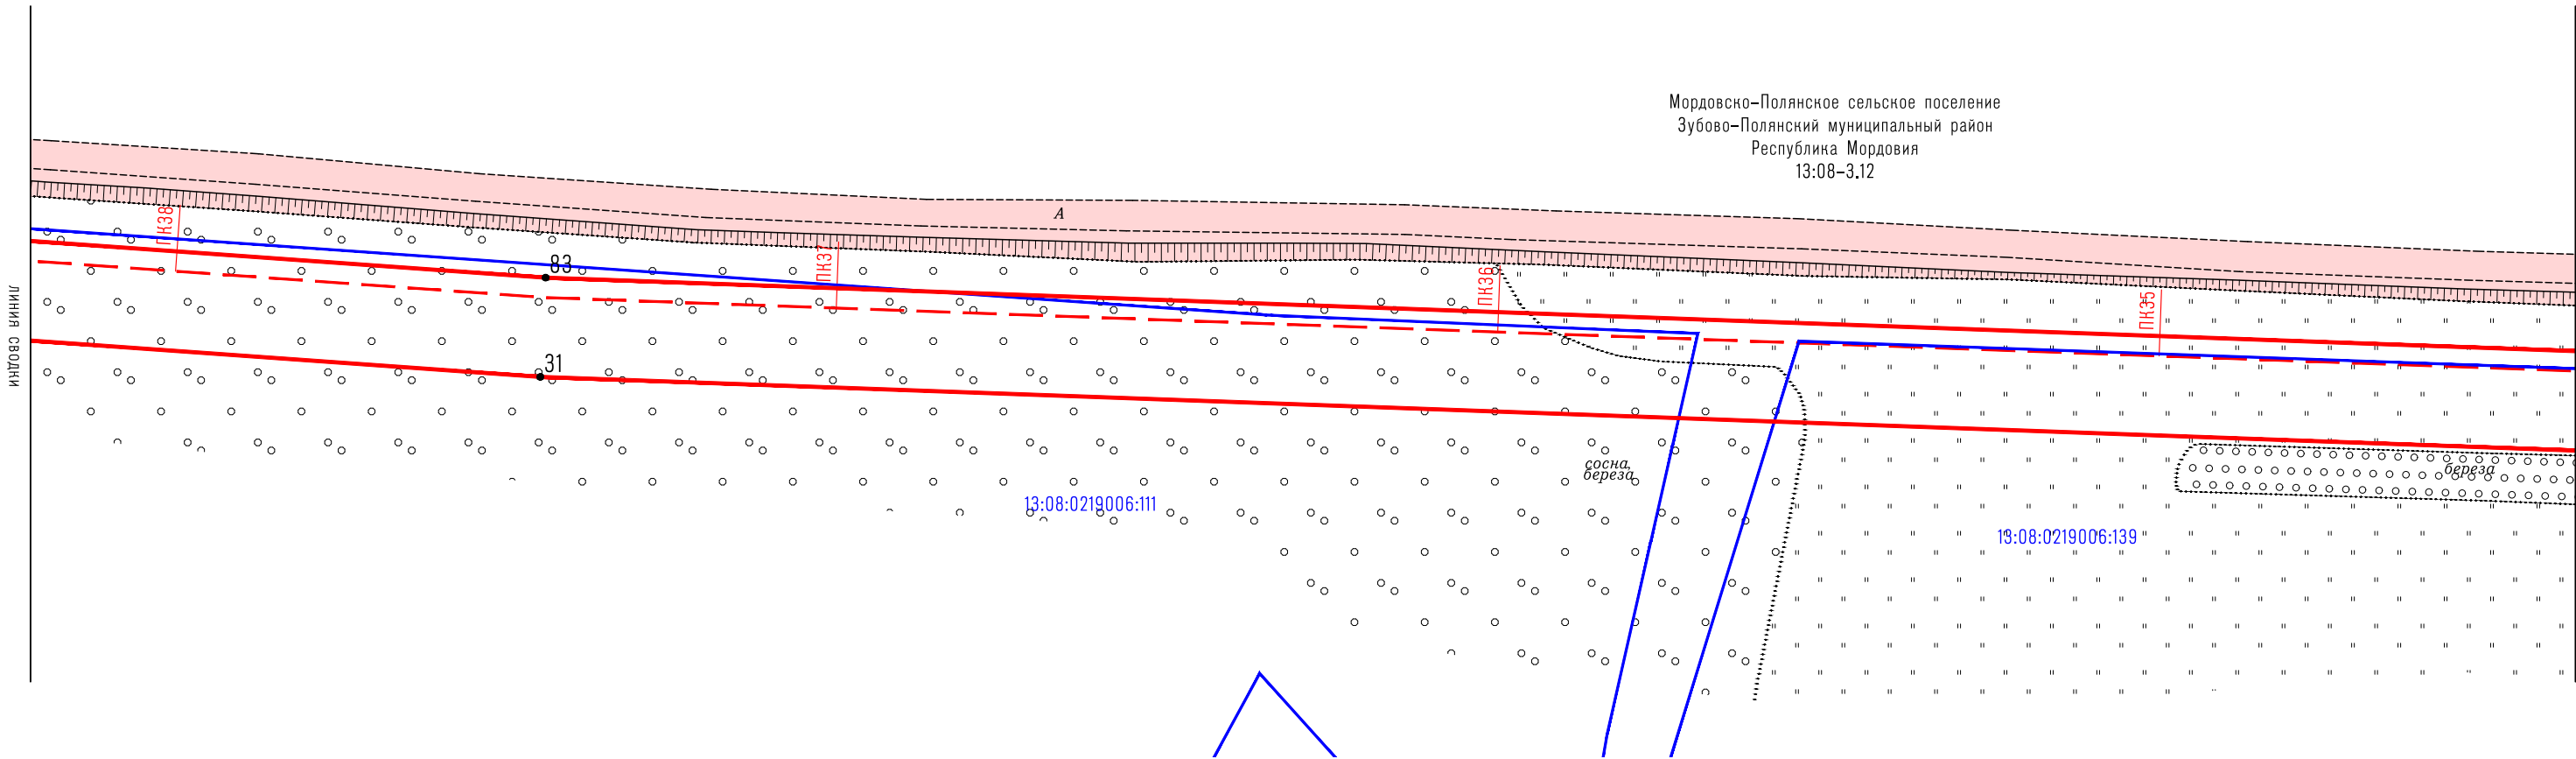 Мордовско-Полянское сельское поселение
Зубово-Полянский муниципальный район
Республика Мордовия
13:08-3.12
А
ПК38
ПК37
ПК36
ПК35
83
31
линия сводки
сосна,
береза
береза
13:08:0219006:111
13:08:0219006:139